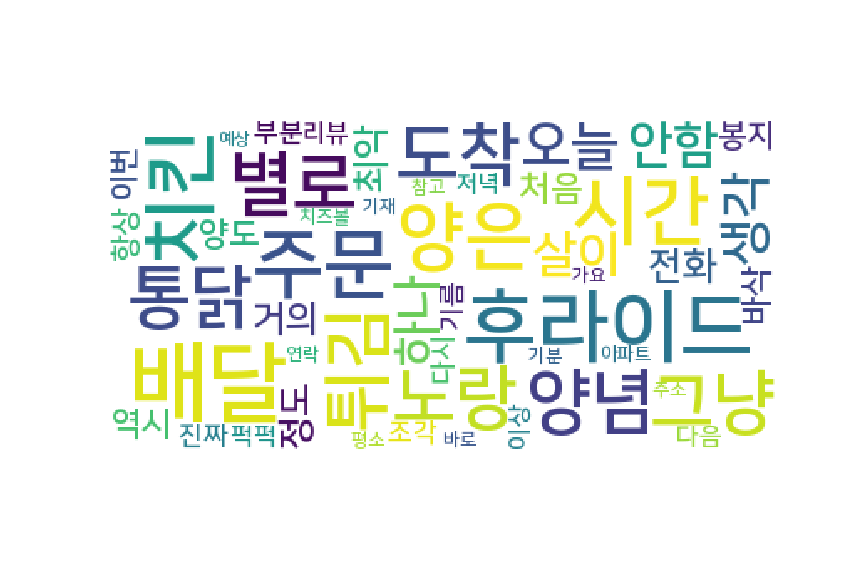 예상
부분리뷰
최악
도착
오늘
안함
봉지
이번
치킨
별로
참고
저녁
처음
시간
생각
항상
양도
치즈볼
기재
양은
살이
전화
바삭
통닭
주문
거의
하나
기름
가요
후라이드
배달
연락
튀김
다시
노랑
기분
아파트
양념
그냥
주소
역시
진짜
퍽퍽
정도
평소
조각
바로
이상
다음